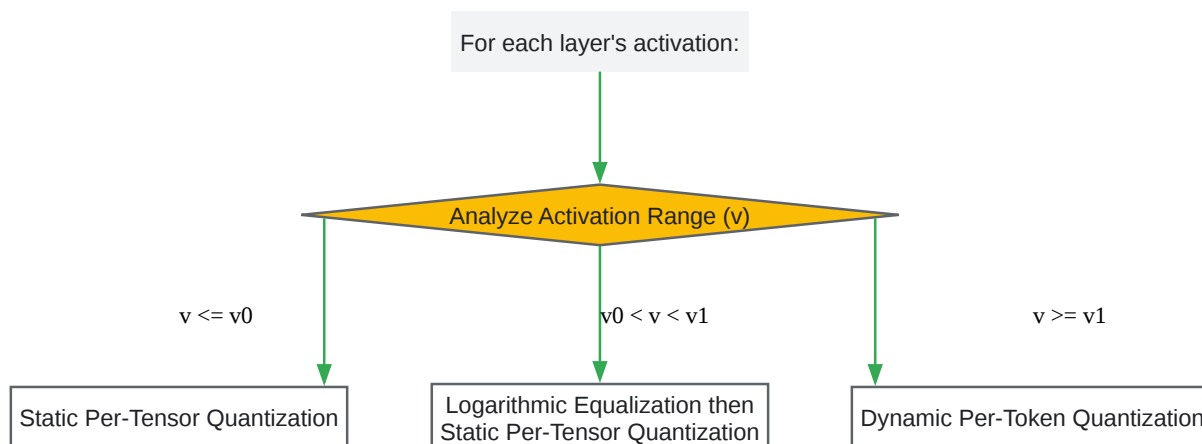 For each layer's activation:
Analyze Activation Range (v)
v <= v0
v0 < v < v1
v >= v1
Static Per-Tensor Quantization
Logarithmic Equalization then
Static Per-Tensor Quantization
Dynamic Per-Token Quantization